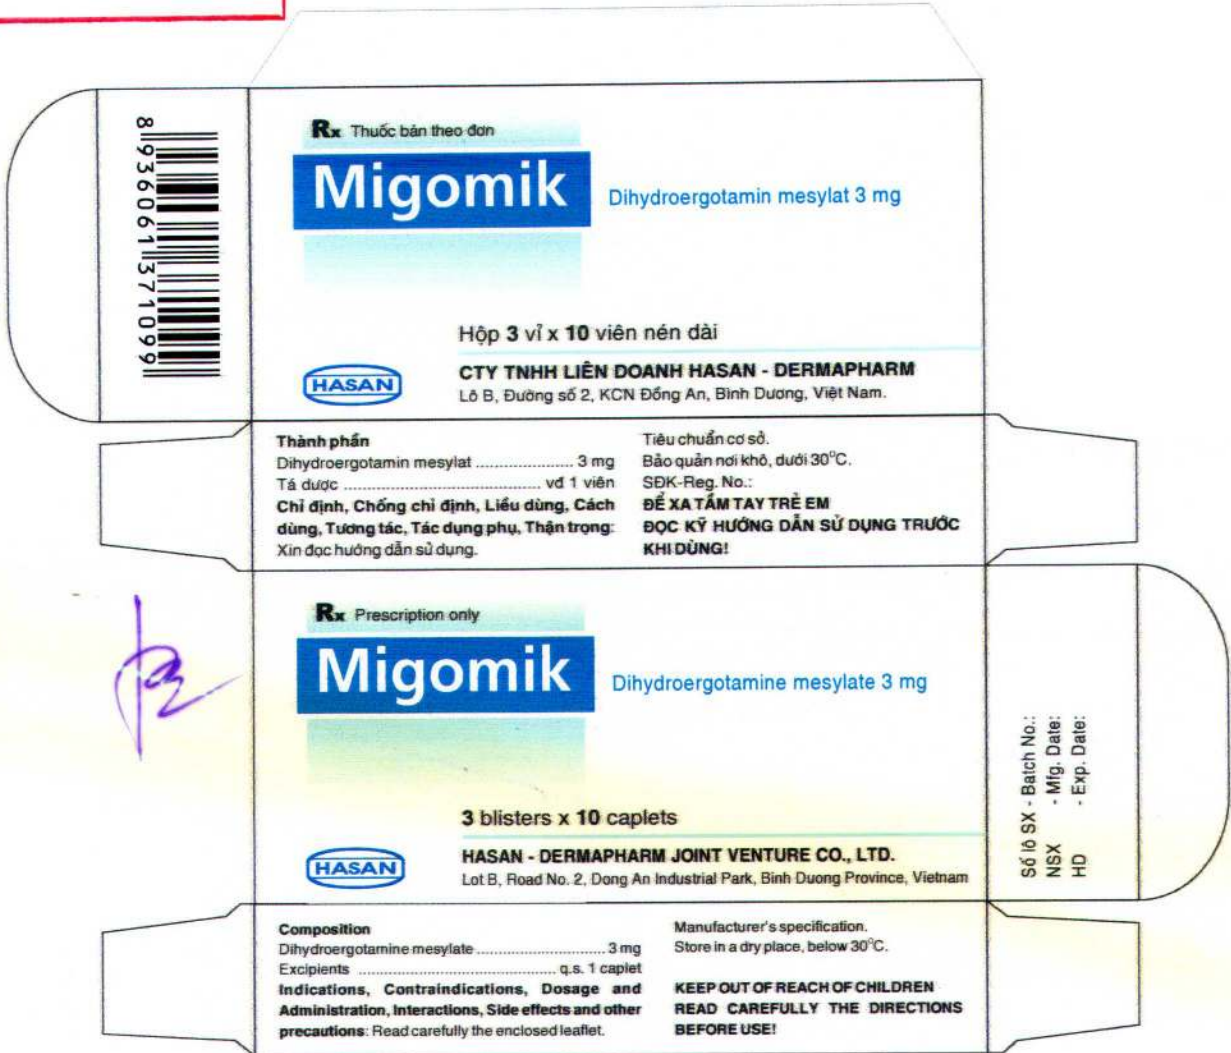 8 936061 371099
Rx Thuốc bán theo đơn
Migomik
Dihydroergotamin mesylat 3 mg
Hộp 3 vỉ x 10 viên nén dài
HASAN
CTY TNHH LIÊN DOANH HASAN - DERMAPHARM
Lô B, Đường số 2, KCN Đồng An, Bình Dương, Việt Nam.
Thành phần
Dihydroergotamin mesylat ...................... 3 mg
Tá dược ............................................ vđ 1 viên
Chỉ định, Chống chỉ định, Liều dùng, Cách
dùng, Tương tác, Tác dụng phụ, Thận trọng:
Xin đọc hướng dẫn sử dụng.
Tiêu chuẩn cơ sở.
Bảo quản nơi khô, dưới 30°C.
SĐK-Reg. No.:
ĐỂ XA TẦM TAY TRẺ EM
ĐỌC KỸ HƯỚNG DẪN SỬ DỤNG TRƯỚC
KHI DÙNG!
Rx Prescription only
Migomik
Dihydroergotamine mesylate 3 mg
3 blisters x 10 caplets
HASAN
HASAN - DERMAPHARM JOINT VENTURE CO., LTD.
Lot B, Road No. 2, Dong An Industrial Park, Binh Duong Province, Vietnam
Số lô SX - Batch No.:
NSX - Mfg. Date:
HD - Exp. Date:
Composition
Dihydroergotamine mesylate ............................ 3 mg
Excipients ............................................ q.s. 1 caplet
Indications, Contraindications, Dosage and
Administration, Interactions, Side effects and other
precautions: Read carefully the enclosed leaflet.
Manufacturer's specification.
Store in a dry place, below 30°C.
KEEP OUT OF REACH OF CHILDREN
READ CAREFULLY THE DIRECTIONS
BEFORE USE!